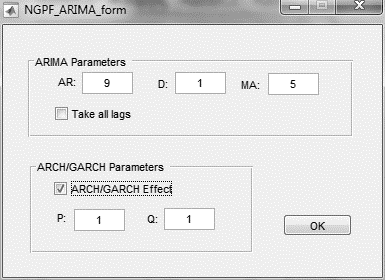 NGPF_ARIMA_form
ARIMA Parameters
AR: 9 D: 1 MA: 5
Take all lags
ARCH/GARCH Parameters
ARCH/GARCH Effect
P: 1 Q: 1
OK